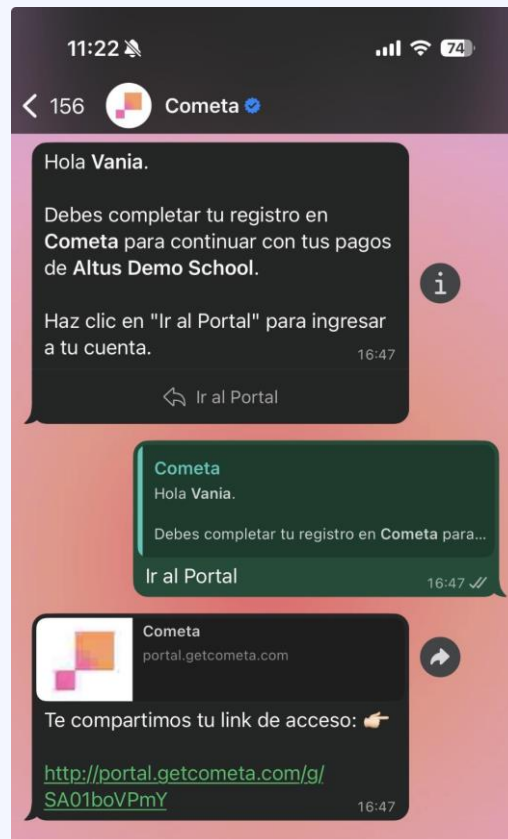 11:22
74
156
Cometa
Hola Vania.
Debes completar tu registro en
Cometa para continuar con tus pagos
de Altus Demo School.
Haz clic en "Ir al Portal" para ingresar
a tu cuenta.
16:47
Ir al Portal
Cometa
Hola Vania.
Debes completar tu registro en Cometa para...
Ir al Portal
16:47
Cometa
portal.getcometa.com
Te compartimos tu link de acceso: 👉🏻
http://portal.getcometa.com/g/
SA01boVPmY
16:47